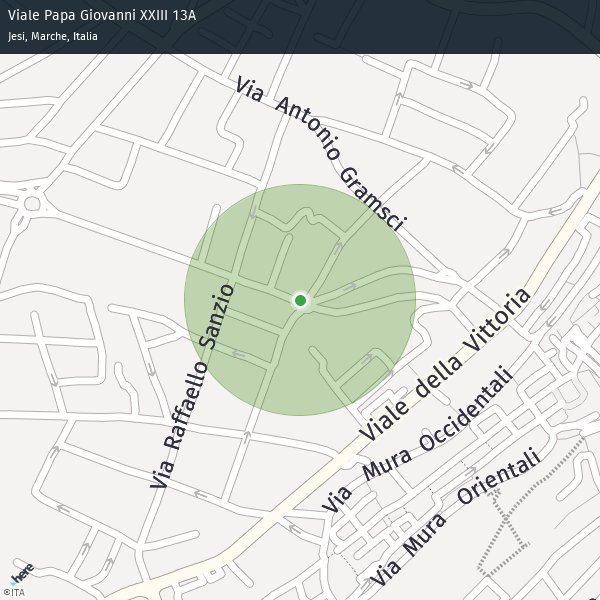 Viale Papa Giovanni XXIII 13A
Jesi, Marche, Italia
Via Antonio Gramsci
Via Raffaello Sanzio
Viale della Vittoria
Via Mura Occidentali
Via Mura Orientali
here
©ITA